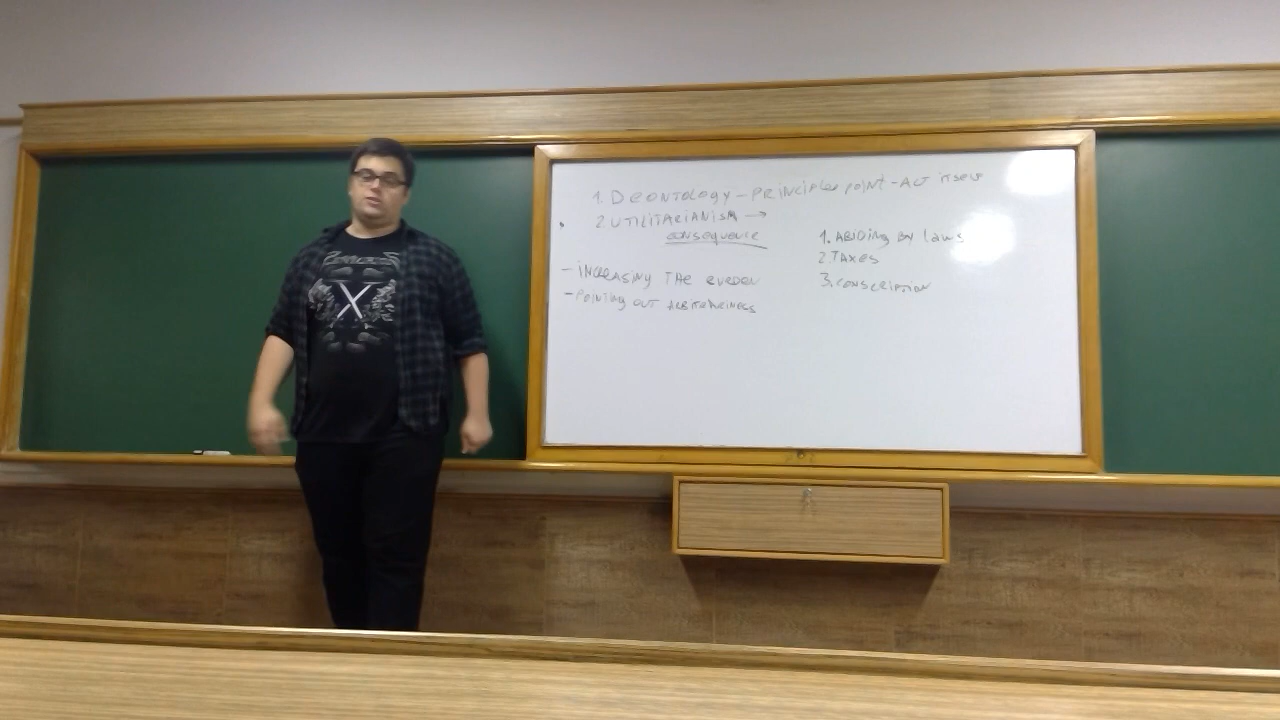 1. DEONTOLOGY - PRINCIPLES POINT - ACT itself
2 UTILITARIANISM →
consequence
- INCREASING THE BURDEN
- POINTING OUT ARBITRARINESS
1. ABIDING BY laws
2. TAXES
3. CONSCRIPTION
X